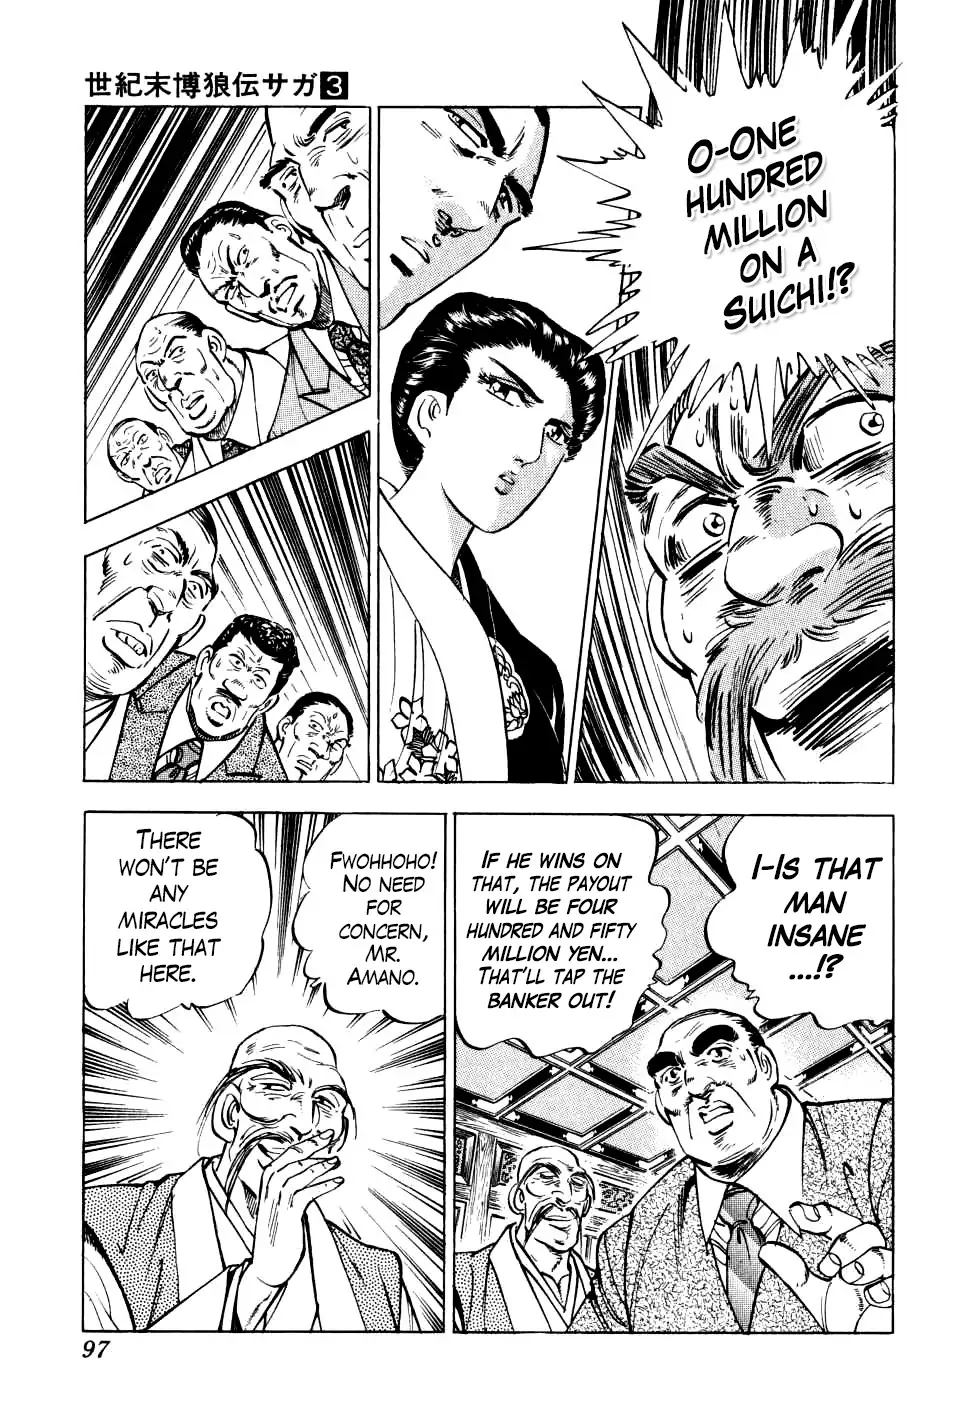 世紀末博狼伝サガ3
O-ONE
HUNDRED
MILLION
ON A
SUICHI!?
I-IS THAT
MAN
INSANE
....!?
IF HE WINS ON
THAT, THE PAYOUT
WILL BE FOUR
HUNDRED AND FIFTY
MILLION YEN...
THAT'LL TAP THE
BANKER OUT!
FWOHHOHO!
NO NEED
FOR
CONCERN,
MR.
AMANO.
THERE
WON'T BE
ANY
MIRACLES
LIKE THAT
HERE.
97